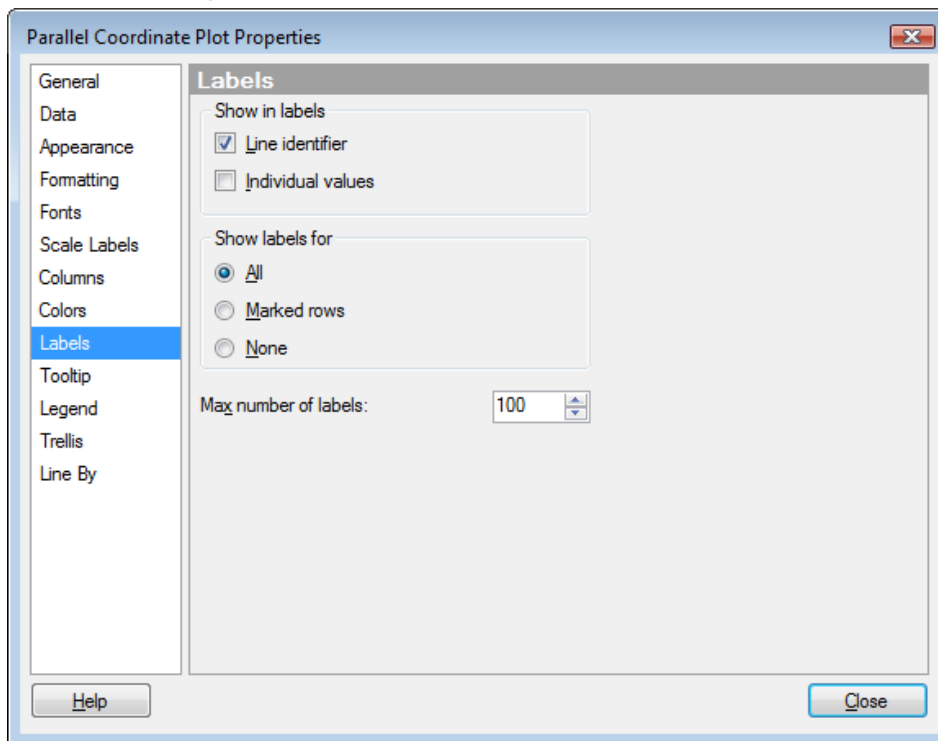 Parallel Coordinate Plot Properties
General
Data
Appearance
Formatting
Fonts
Scale Labels
Columns
Colors
Labels
Tooltip
Legend
Trellis
Line By
Labels
Show in labels
Line identifier
Individual values
Show labels for
All
Marked rows
None
Max number of labels: 100
Help
Close